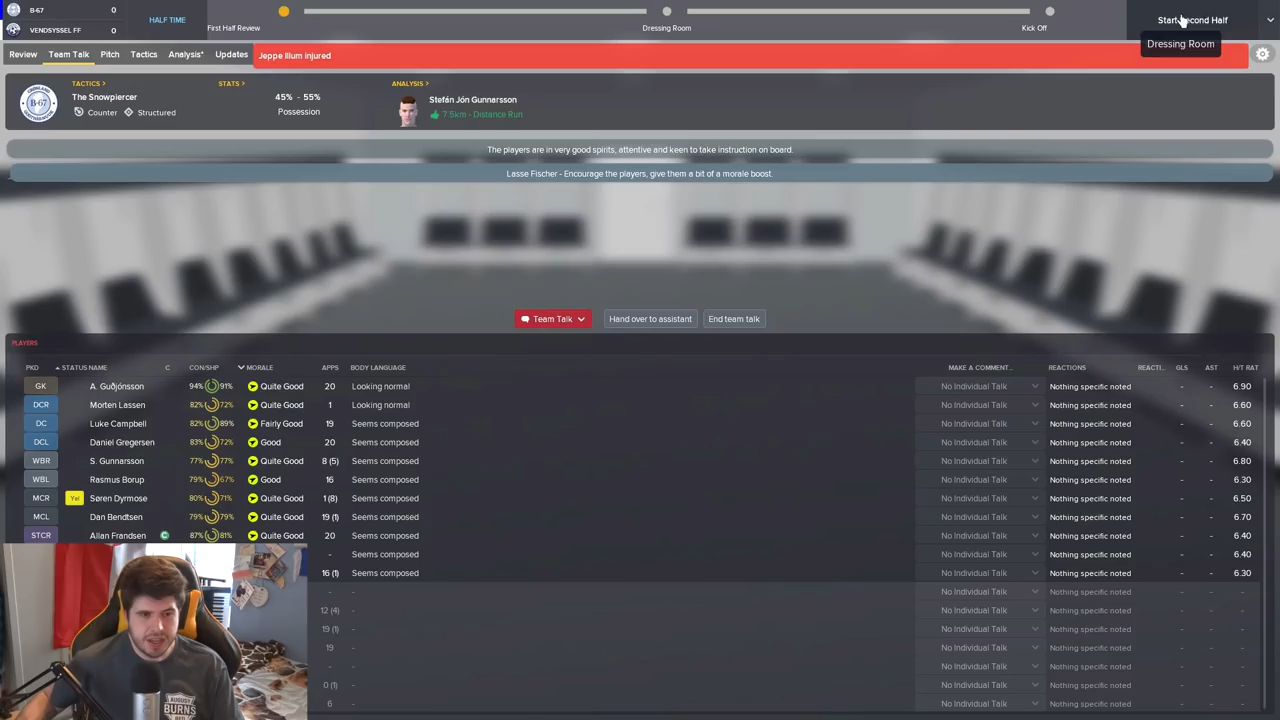 B-67 0
VENDSYSSEL FF 0
HALF TIME
First Half Review
Dressing Room
Kick Off
Start Second Half
Dressing Room
Review Team Talk Pitch Tactics Analysis* Updates
Jeppe Illum injured
TACTICS >
The Snowpiercer
Counter Structured
STATS >
45% - 55%
Possession
ANALYSIS >
Stefán Jón Gunnarsson
7.5km - Distance Run
B-67
The players are in very good spirits, attentive and keen to take instruction on board.
Lasse Fischer - Encourage the players, give them a bit of a morale boost.
Team Talk Hand over to assistant End team talk
PLAYERS
PKD STATUS NAME C CON/SHP MORALE APPS BODY LANGUAGE MAKE A COMMENT... REACTIONS REACTI... GLS AST H/T RAT
GK A. Guðjónsson 94% 91% Quite Good 20 Looking normal No Individual Talk Nothing specific noted - - 6.90
DCR Morten Lassen 82% 72% Quite Good 1 Looking normal No Individual Talk Nothing specific noted - - 6.60
DC Luke Campbell 82% 89% Fairly Good 19 Seems composed No Individual Talk Nothing specific noted - - 6.60
DCL Daniel Gregersen 83% 72% Good 20 Seems composed No Individual Talk Nothing specific noted - - 6.40
WBR S. Gunnarsson 77% 77% Quite Good 8 (5) Seems composed No Individual Talk Nothing specific noted - - 6.80
WBL Rasmus Borup 79% 67% Good 16 Seems composed No Individual Talk Nothing specific noted - - 6.30
MCR Yel Søren Dyrmose 80% 71% Quite Good 1 (8) Seems composed No Individual Talk Nothing specific noted - - 6.50
MCL Dan Bendtsen 79% 79% Quite Good 19 (1) Seems composed No Individual Talk Nothing specific noted - - 6.70
STCR Allan Frandsen C 87% 81% Quite Good 20 Seems composed No Individual Talk Nothing specific noted - - 6.40
- Seems composed No Individual Talk Nothing specific noted - - 6.40
16 (1) Seems composed No Individual Talk Nothing specific noted - - 6.30
- - No Individual Talk Nothing specific noted - - -
12 (4) - No Individual Talk Nothing specific noted - - -
19 (1) - No Individual Talk Nothing specific noted - - -
19 - No Individual Talk Nothing specific noted - - -
- - No Individual Talk Nothing specific noted - - -
0 (1) - No Individual Talk Nothing specific noted - - -
6 - No Individual Talk Nothing specific noted - - -
AUGUST
BURNS
RED